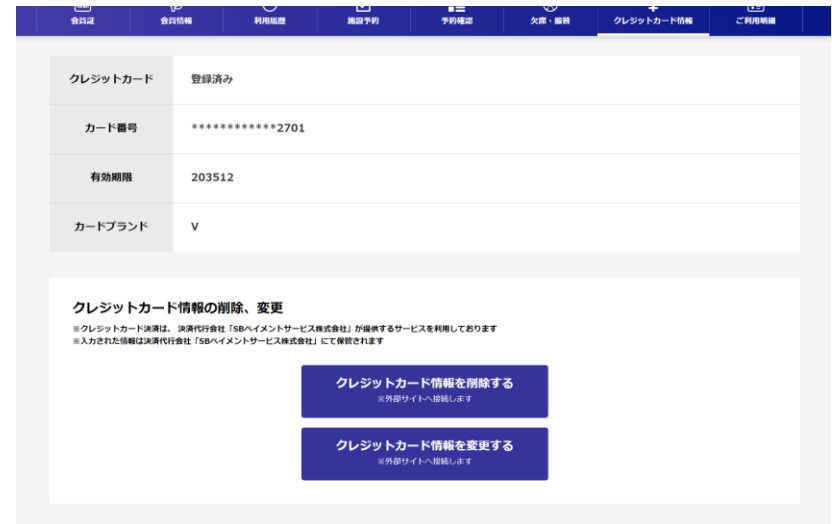 会員証 会員情報 利用履歴 施設予約 予約確認 欠席・振替 クレジットカード情報 ご利用明細
クレジットカード 登録済み
カード番号 ************2701
有効期限 203512
カードブランド V
クレジットカード情報の削除、変更
※クレジットカード決済は、 決済代行会社「SBペイメントサービス株式会社」が提供するサービスを利用しております
※入力された情報は決済代行会社「SBペイメントサービス株式会社」にて保管されます
クレジットカード情報を削除する
※外部サイトへ接続します
クレジットカード情報を変更する
※外部サイトへ接続します